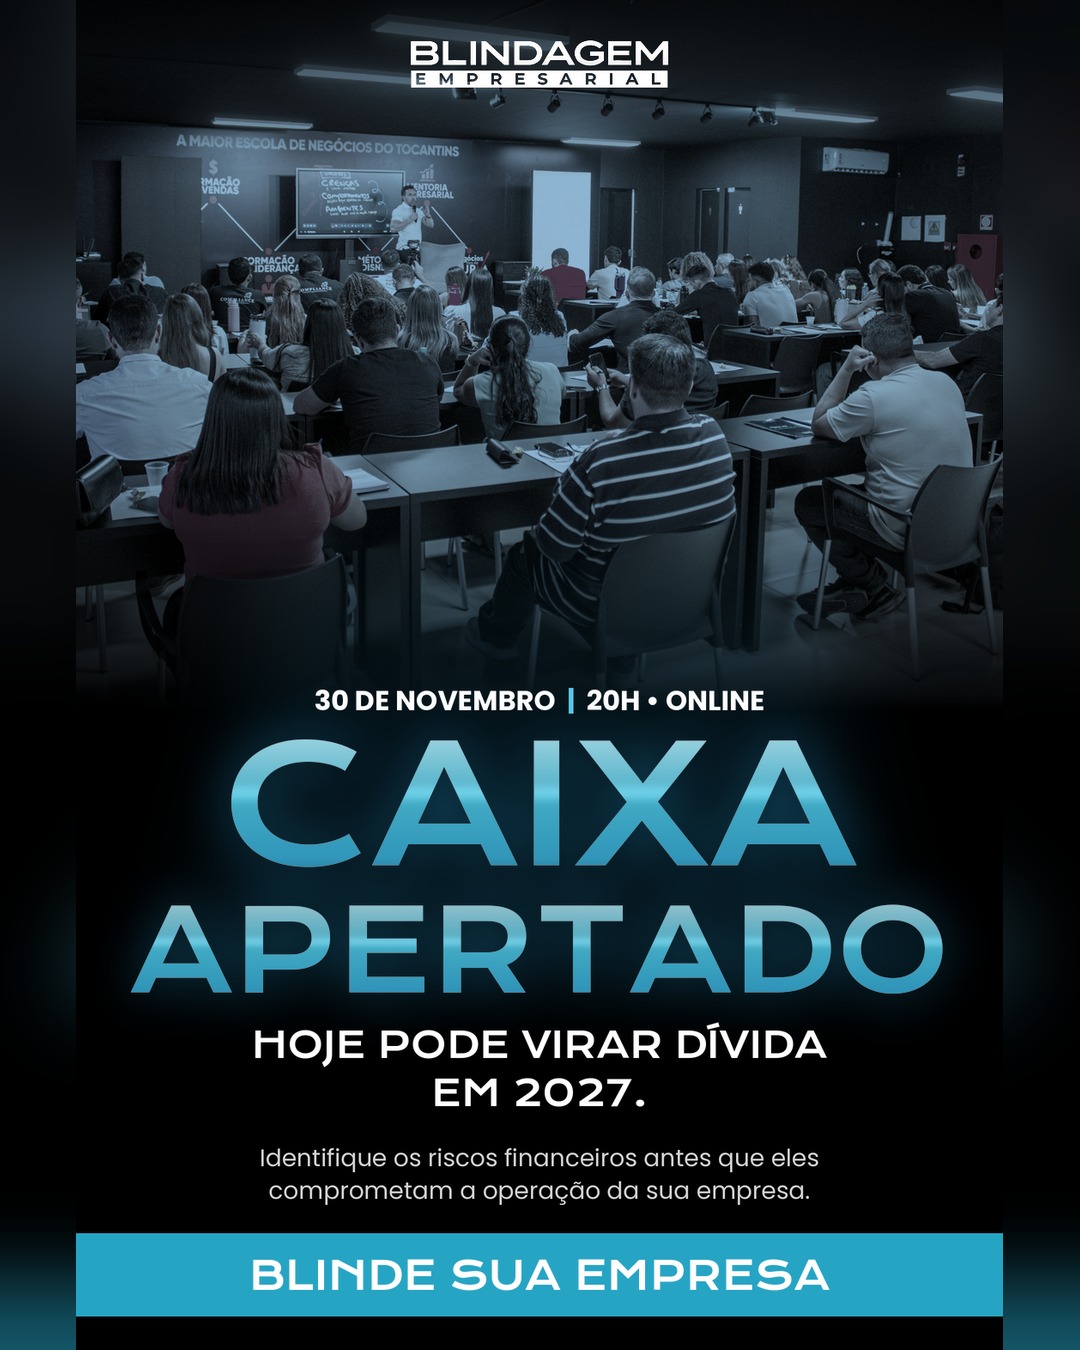 BLINDAGEM
EMPRESARIAL
A MAIOR ESCOLA DE NEGÓCIOS DO TOCANTINS
30 DE NOVEMBRO | 20H • ONLINE
CAIXA
APERTADO
HOJE PODE VIRAR DÍVIDA
EM 2027.
Identifique os riscos financeiros antes que eles
comprometam a operação da sua empresa.
BLINDE SUA EMPRESA